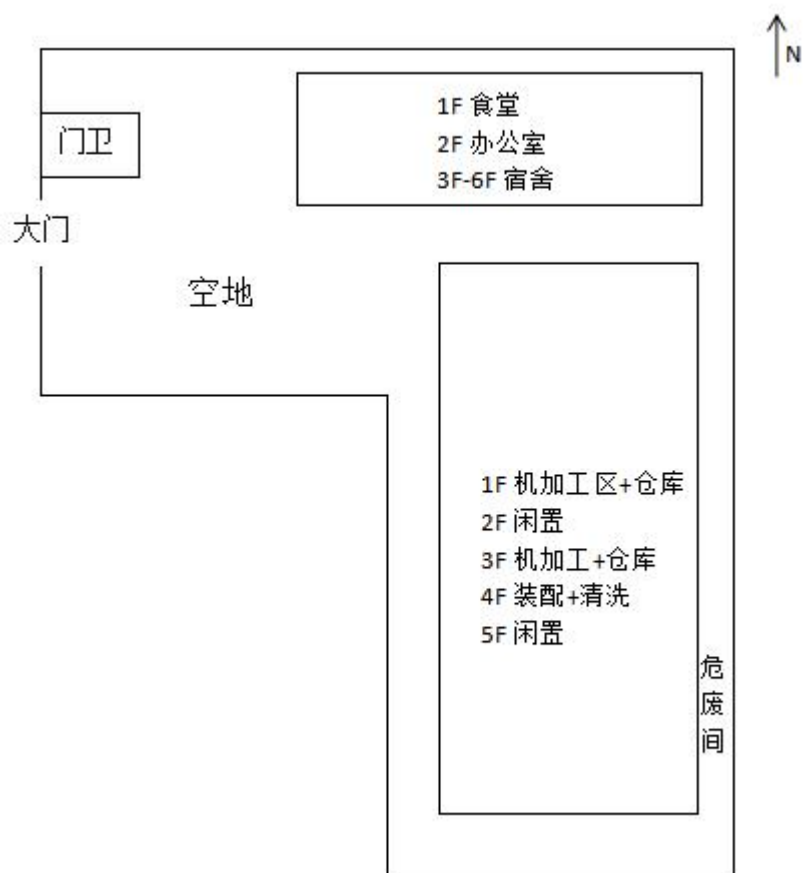 N
1F 食堂
2F 办公室
3F-6F 宿舍
门卫
大门
空地
1F 机加工区+仓库
2F 闲置
3F 机加工+仓库
4F 装配+清洗
5F 闲置
危
废
间